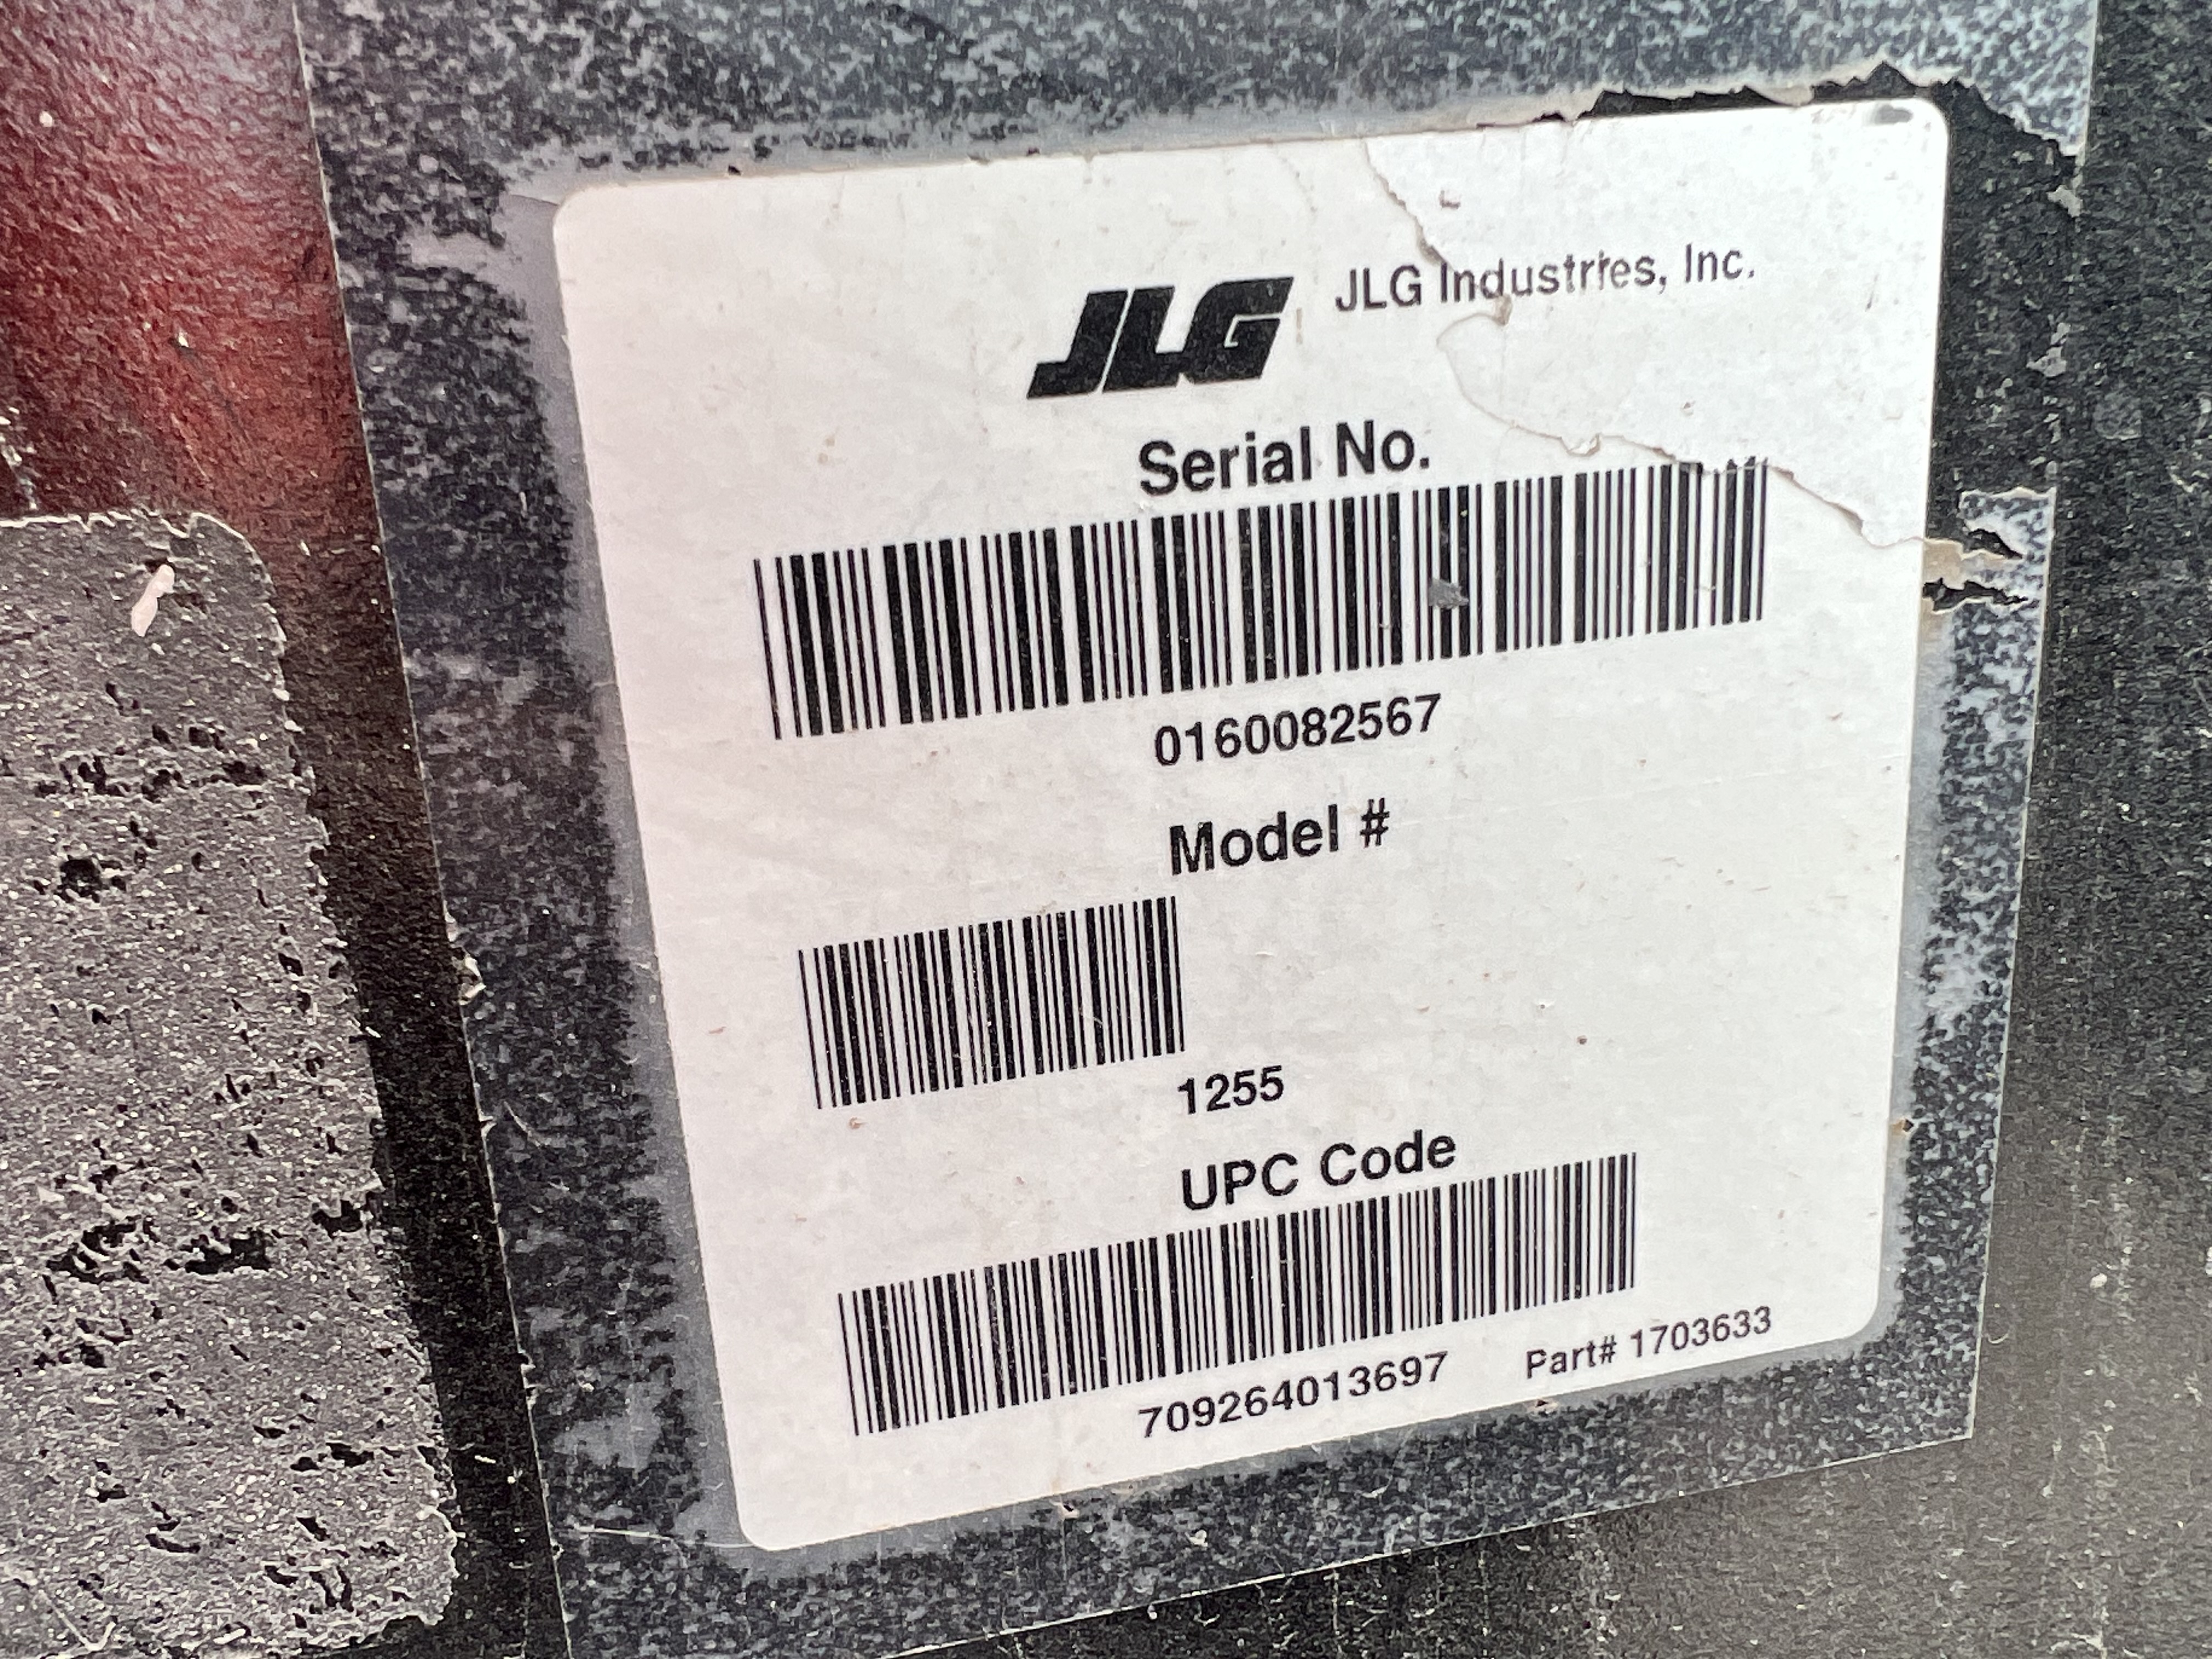 JLG JLG Industries, Inc.
Serial No.
0160082567
Model #
1255
UPC Code
709264013697 Part# 1703633